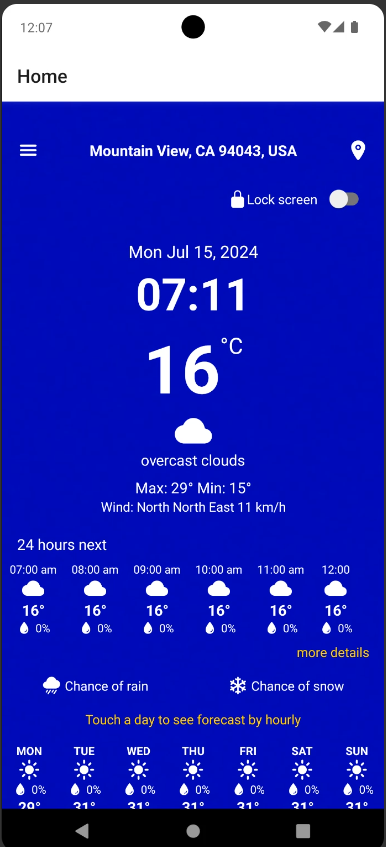 12:07
Home
Mountain View, CA 94043, USA
Lock screen
Mon Jul 15, 2024
07:11
16 °C
overcast clouds
Max: 29° Min: 15°
Wind: North North East 11 km/h
24 hours next
07:00 am 08:00 am 09:00 am 10:00 am 11:00 am 12:00
16° 16° 16° 16° 16° 16°
0% 0% 0% 0% 0% 0%
more details
Chance of rain Chance of snow
Touch a day to see forecast by hourly
MON TUE WED THU FRI SAT SUN
0% 0% 0% 0% 0% 0% 0%
29° 31° 31° 31° 31° 31° 31°